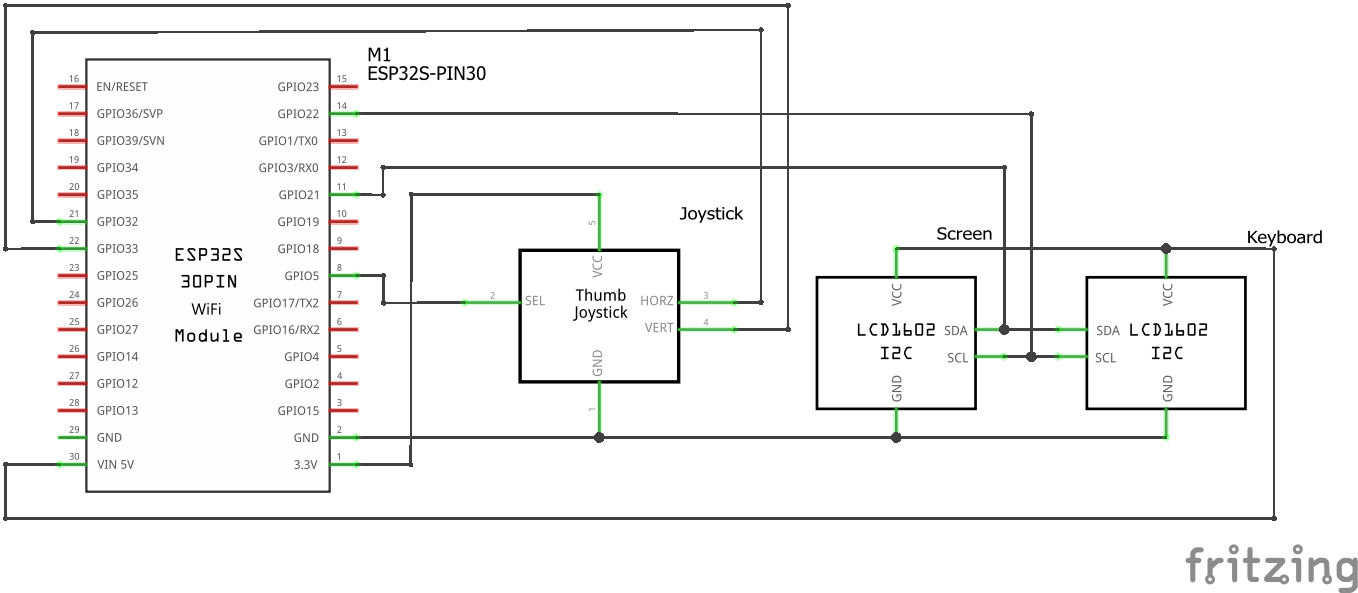 M1
ESP32S-PIN30
16 EN/RESET GPIO23 15
17 GPIO36/SVP GPIO22 14
18 GPIO39/SVN GPIO1/TX0 13
19 GPIO34 GPIO3/RX0 12
20 GPIO35 GPIO21 11
21 GPIO32 GPIO19 10
22 GPIO33 GPIO18 9
23 GPIO25 GPIO5 8
24 GPIO26 GPIO17/TX2 7
25 GPIO27 GPIO16/RX2 6
26 GPIO14 GPIO4 5
27 GPIO12 GPIO2 4
28 GPIO13 GPIO15 3
29 GND GND 2
30 VIN 5V 3.3V 1
ESP32S
30PIN
WiFi
Module
Joystick
5
VCC
2 SEL
Thumb
Joystick
HORZ 3
VERT 4
GND
1
Screen
VCC
LCD1602
I2C
SDA
SCL
GND
Keyboard
VCC
SDA
SCL
LCD1602
I2C
GND
fritzing